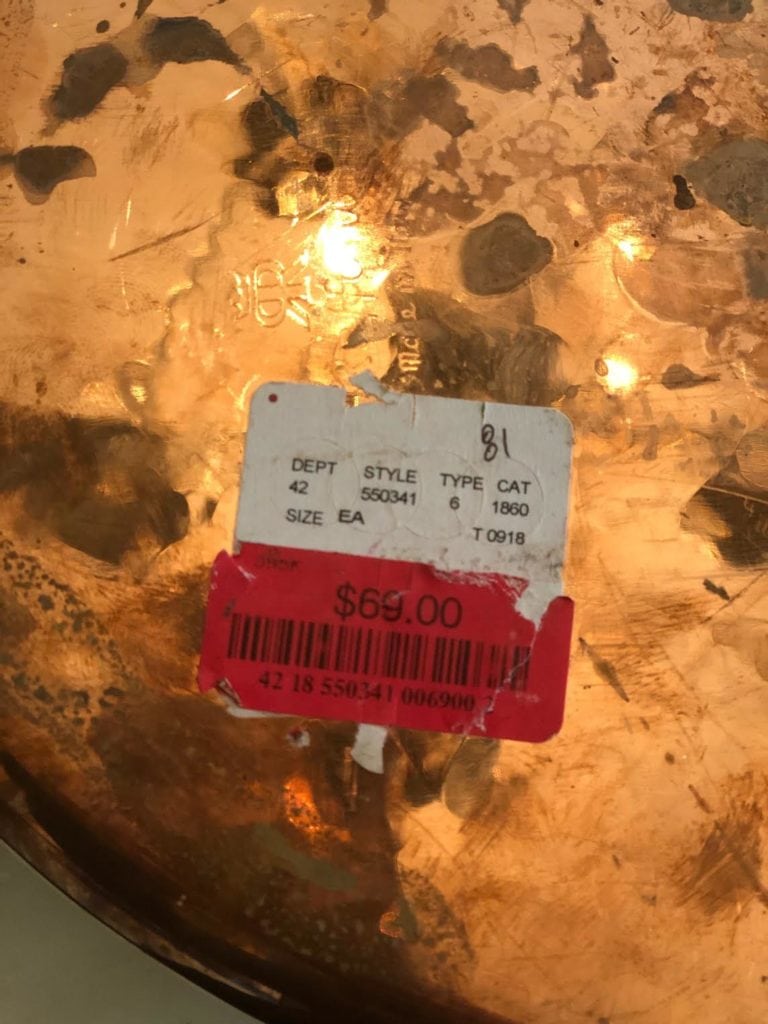 81
DEPT STYLE TYPE CAT
42 550341 6 1860
SIZE EA T 0918
$69.00
42 18 550341 006900